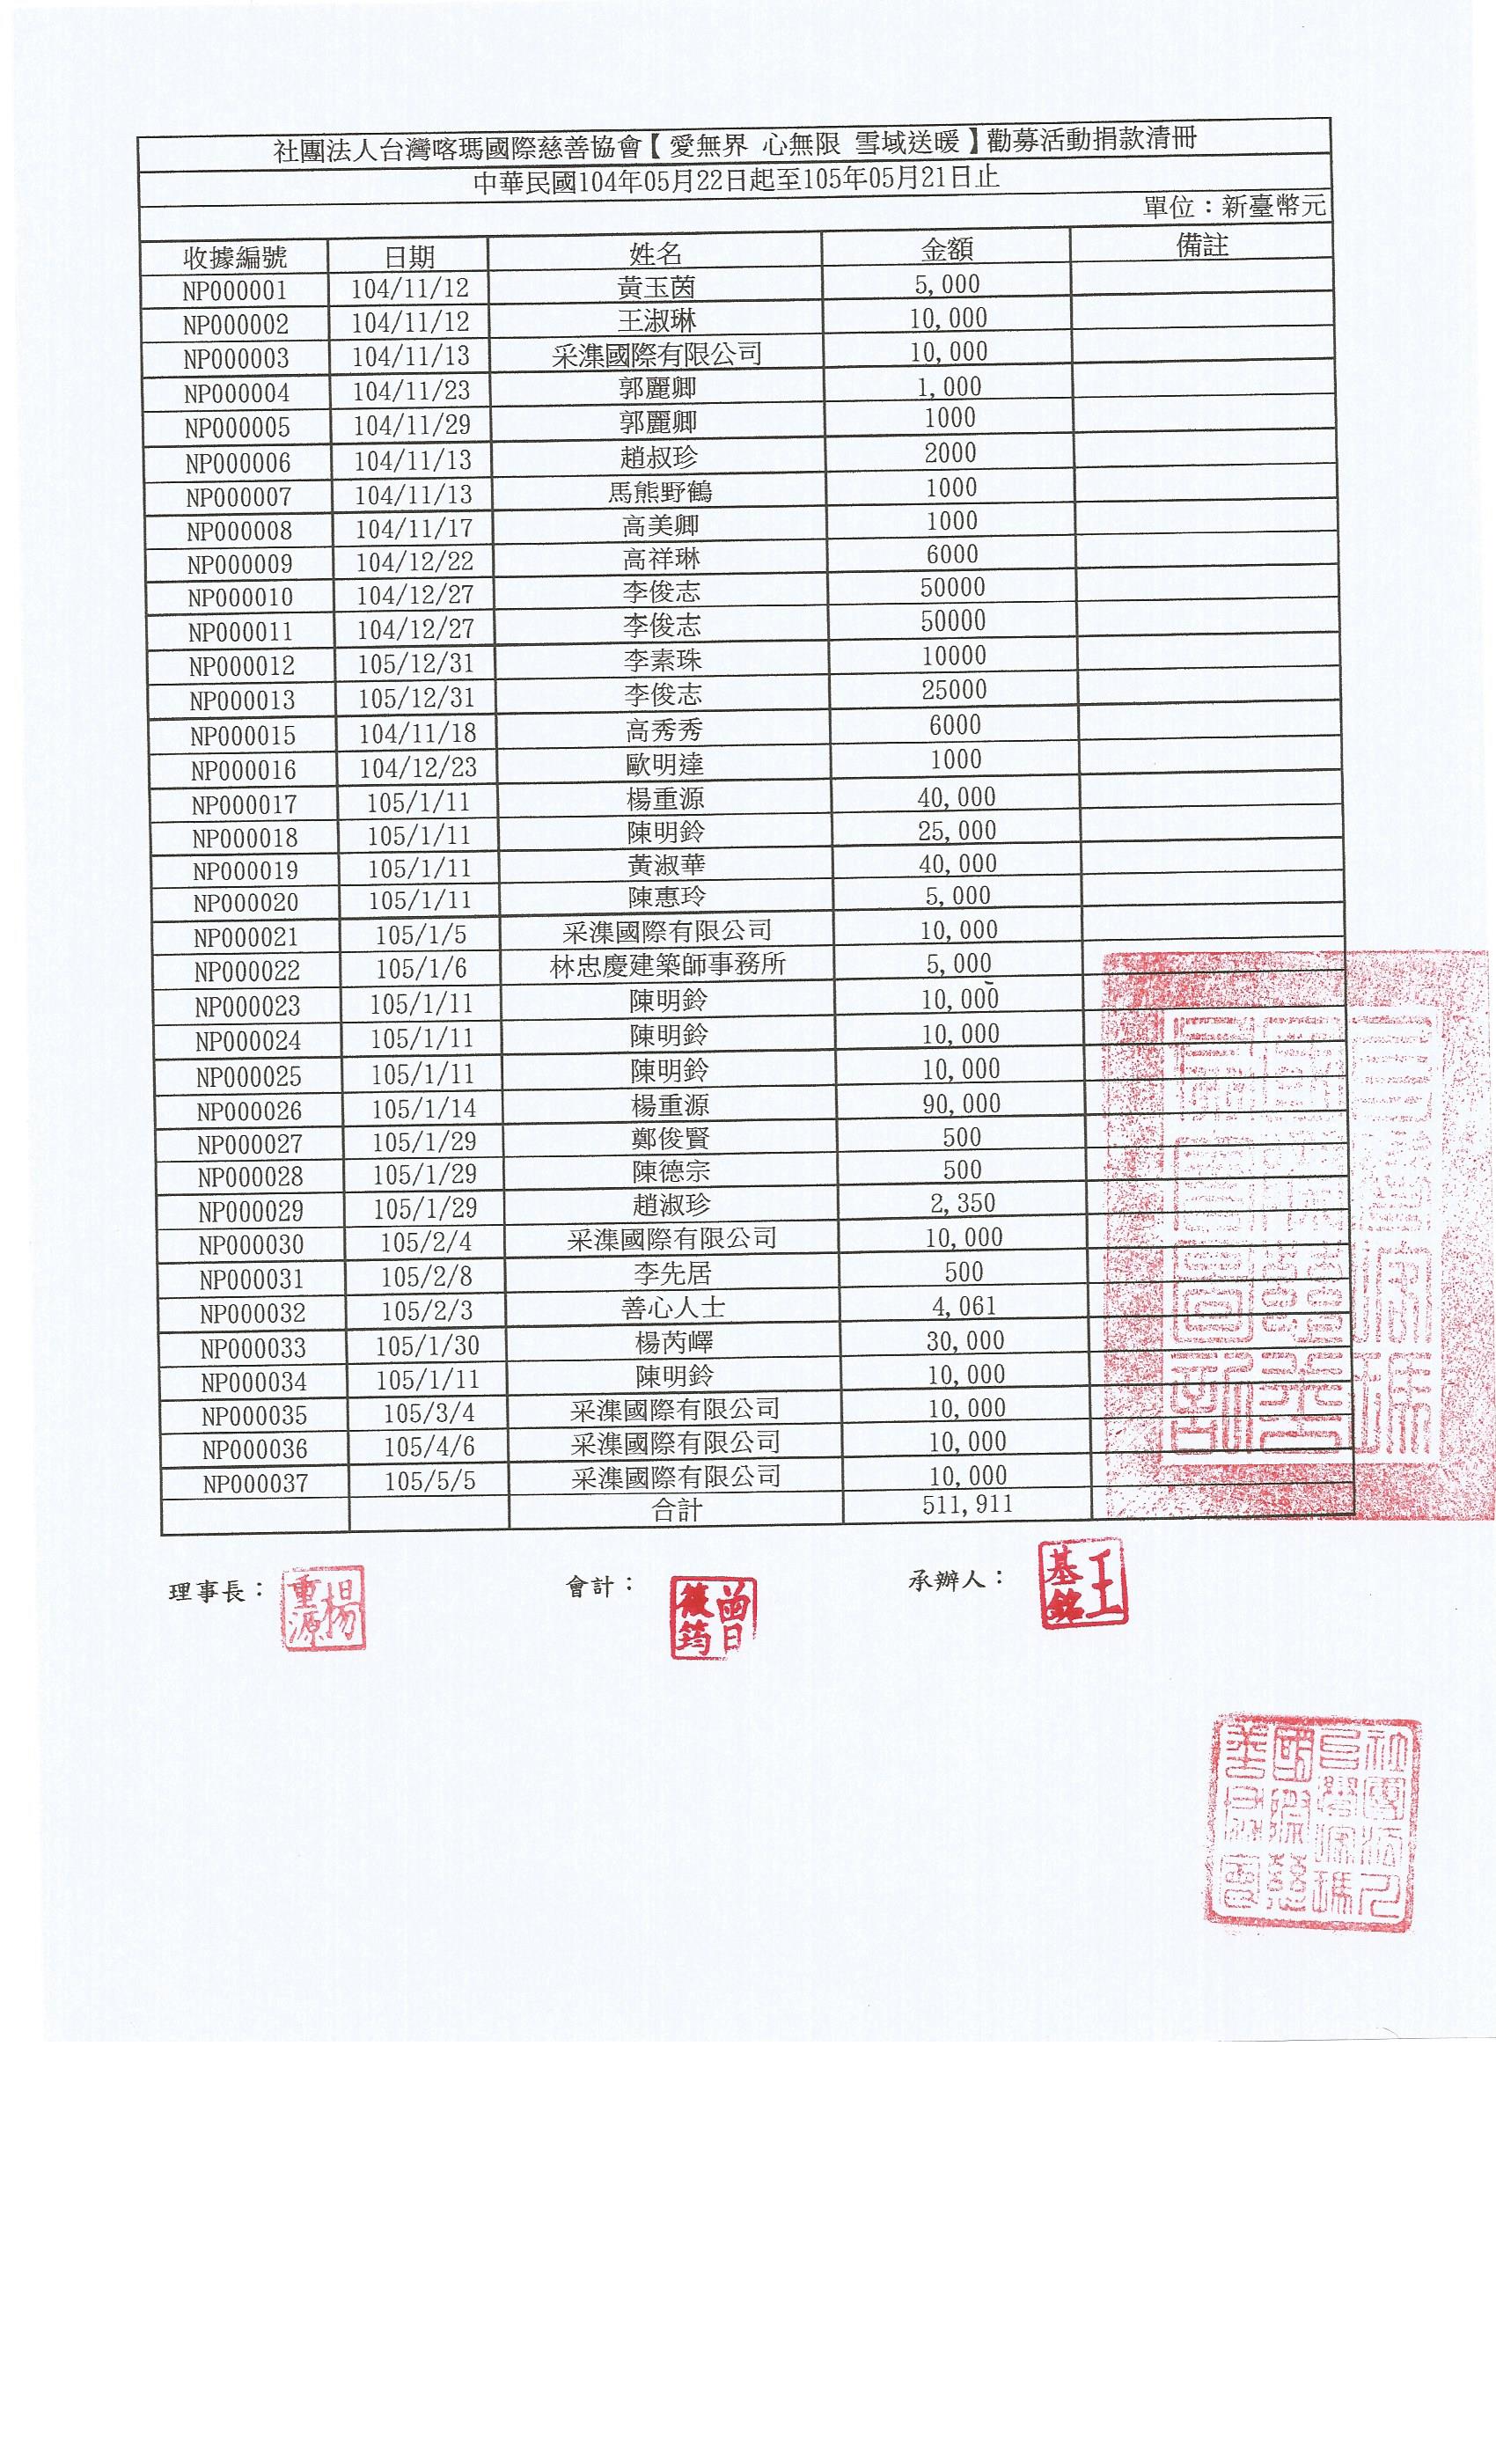 社團法人台灣喀瑪國際慈善協會【愛無界 心無限 雪域送暖】勸募活動捐款清冊
中華民國104年05月22日起至105年05月21日止
單位：新臺幣元
收據編號 日期 姓名 金額 備註
NP000001 104/11/12 黃玉茵 5,000
NP000002 104/11/12 王淑琳 10,000
NP000003 104/11/13 采潗國際有限公司 10,000
NP000004 104/11/23 郭麗卿 1,000
NP000005 104/11/29 郭麗卿 1000
NP000006 104/11/13 趙叔珍 2000
NP000007 104/11/13 馬熊野鶴 1000
NP000008 104/11/17 高美卿 1000
NP000009 104/12/22 高祥琳 6000
NP000010 104/12/27 李俊志 50000
NP000011 104/12/27 李俊志 50000
NP000012 105/12/31 李素珠 10000
NP000013 105/12/31 李俊志 25000
NP000015 104/11/18 高秀秀 6000
NP000016 104/12/23 歐明達 1000
NP000017 105/1/11 楊重源 40,000
NP000018 105/1/11 陳明鈴 25,000
NP000019 105/1/11 黃淑華 40,000
NP000020 105/1/11 陳惠玲 5,000
NP000021 105/1/5 采潗國際有限公司 10,000
NP000022 105/1/6 林忠慶建築師事務所 5,000
NP000023 105/1/11 陳明鈴 10,000
NP000024 105/1/11 陳明鈴 10,000
NP000025 105/1/11 陳明鈴 10,000
NP000026 105/1/14 楊重源 90,000
NP000027 105/1/29 鄭俊賢 500
NP000028 105/1/29 陳德宗 500
NP000029 105/1/29 趙淑珍 2,350
NP000030 105/2/4 采潗國際有限公司 10,000
NP000031 105/2/8 李先居 500
NP000032 105/2/3 善心人士 4,061
NP000033 105/1/30 楊芮嶧 30,000
NP000034 105/1/11 陳明鈴 10,000
NP000035 105/3/4 采潗國際有限公司 10,000
NP000036 105/4/6 采潗國際有限公司 10,000
NP000037 105/5/5 采潗國際有限公司 10,000
合計 511,911
理事長： 楊重源 會計： 曾筱筠 承辦人： 王基銘